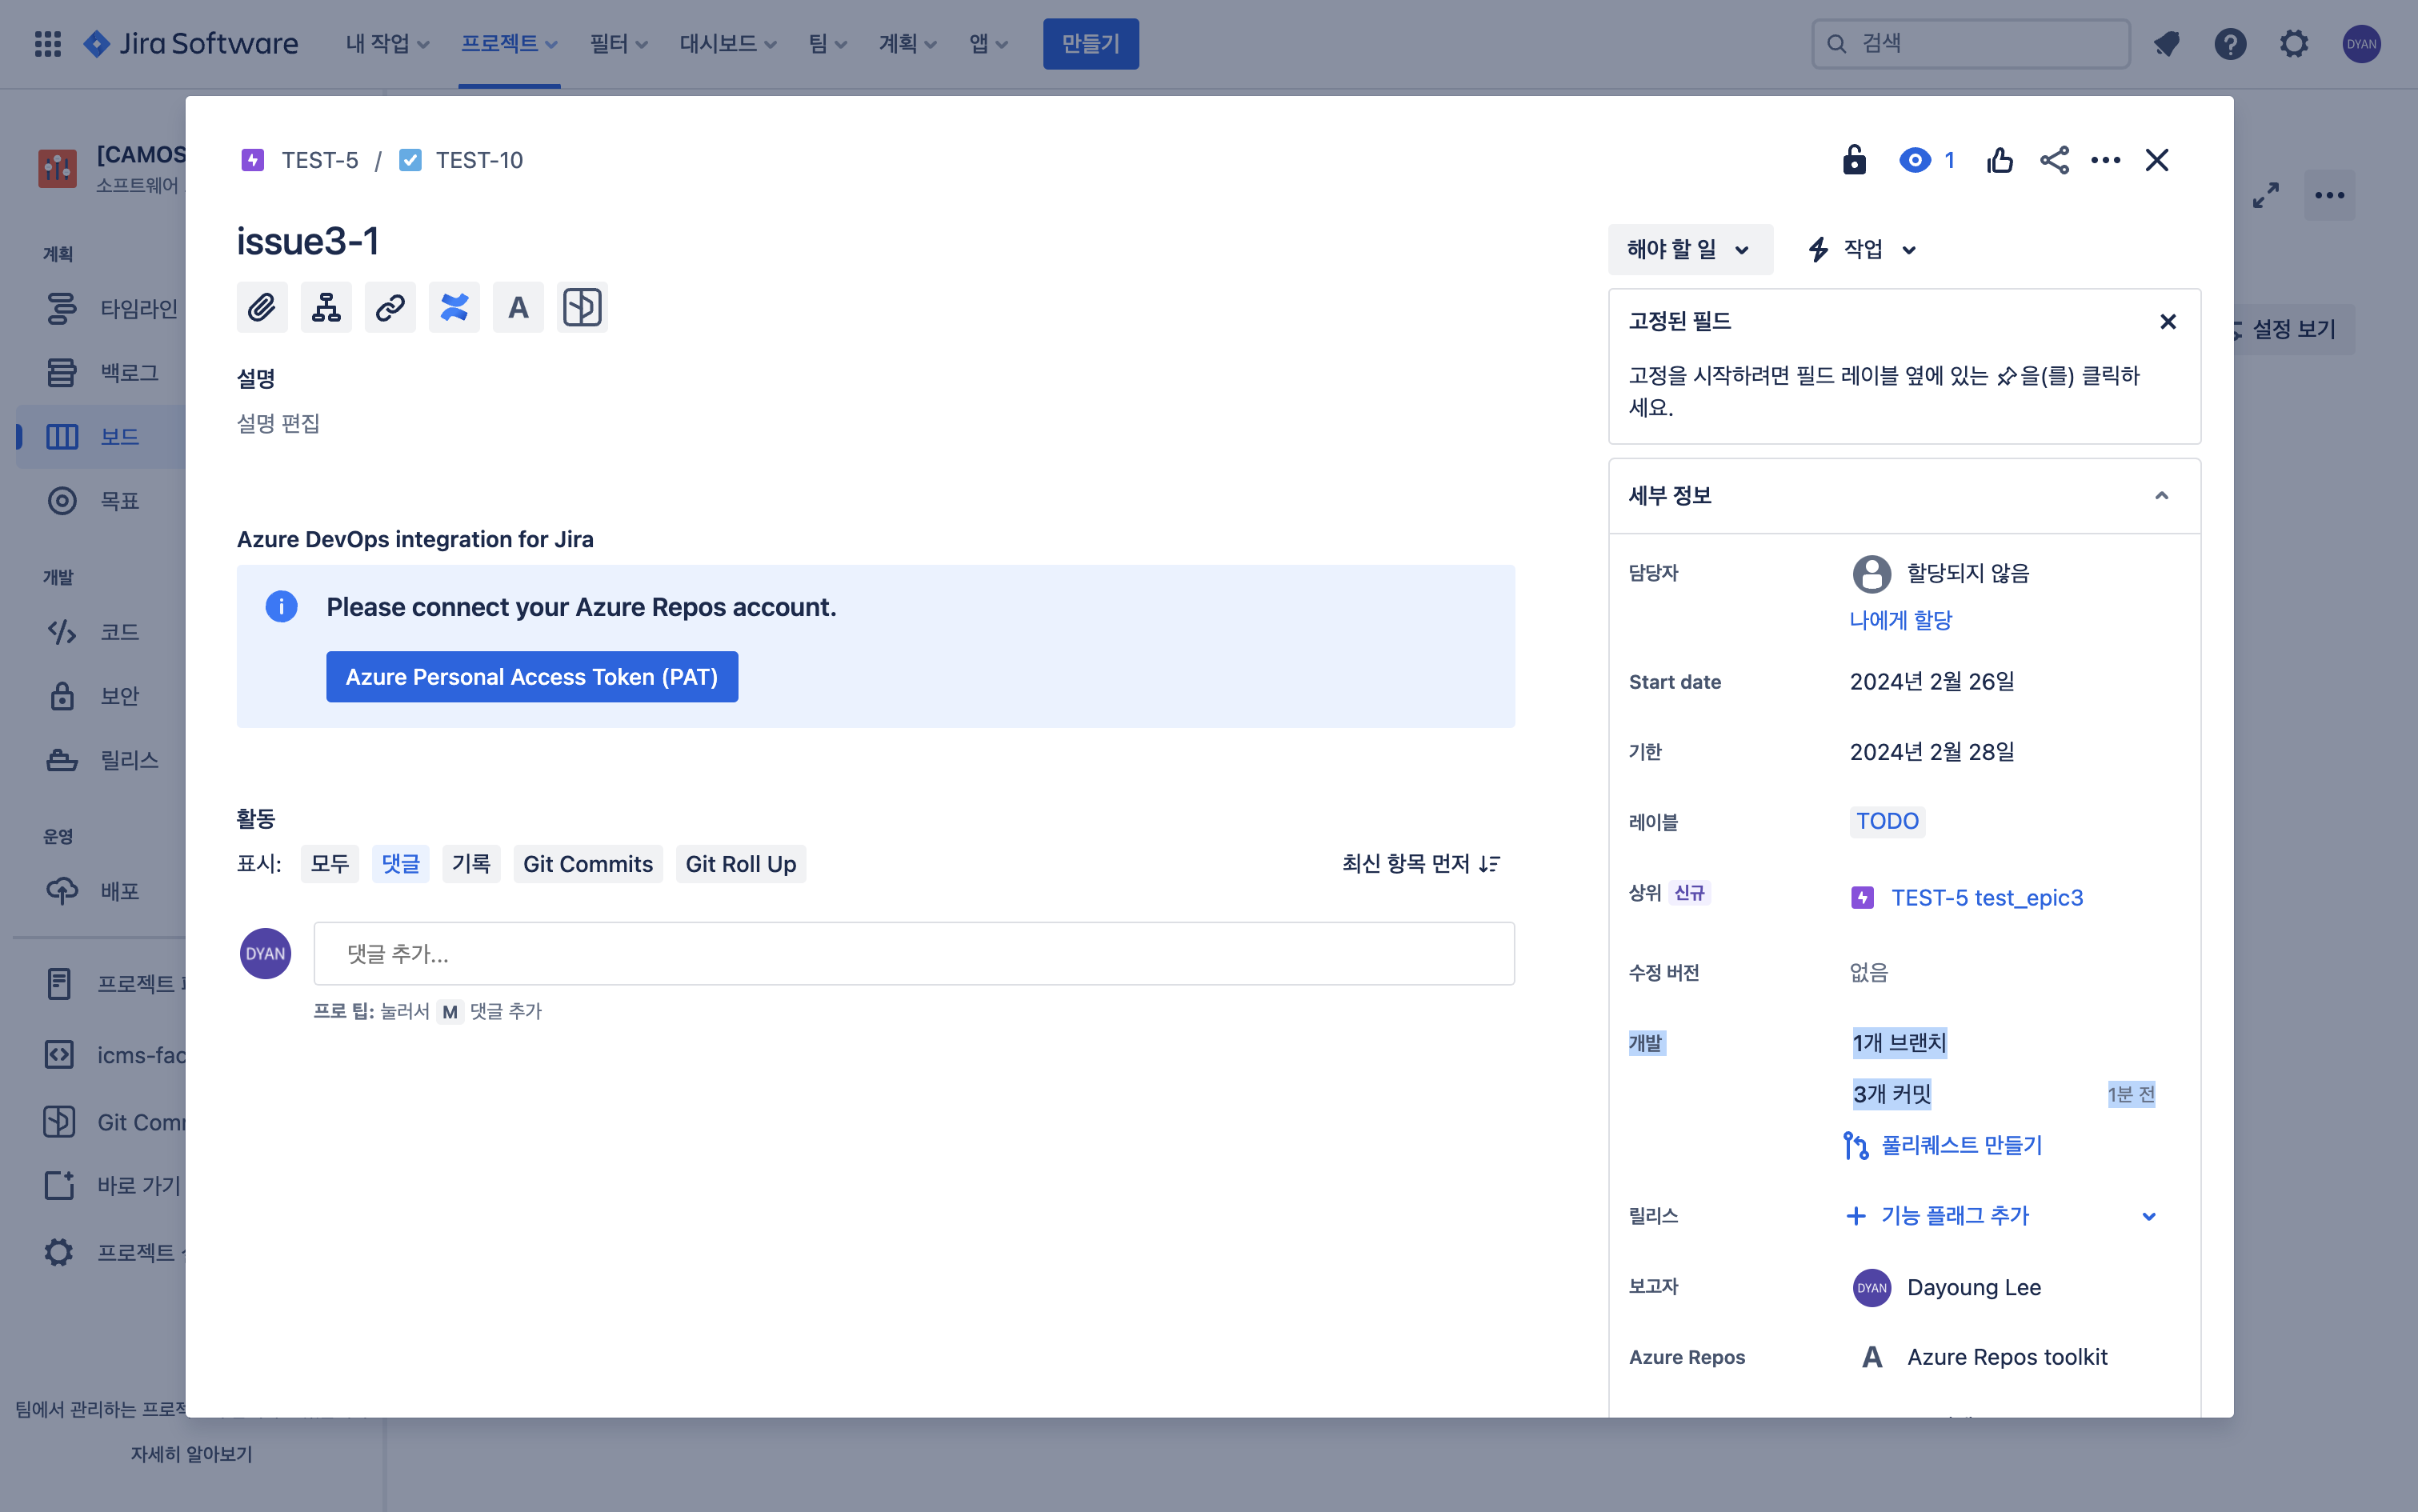 Jira Software
내 작업
프로젝트
필터
대시보드
팀
계획
앱
만들기
검색
DYAN
[CAMOS
소프트웨어
계획
타임라인
백로그
보드
목표
개발
코드
보안
릴리스
운영
배포
프로젝트
icms-fac
Git Comm
바로 가기
프로젝트
팀에서 관리하는 프로젝
자세히 알아보기
설정 보기
TEST-5 / TEST-10
1
issue3-1
A
설명
설명 편집
Azure DevOps integration for Jira
Please connect your Azure Repos account.
Azure Personal Access Token (PAT)
활동
표시: 모두 댓글 기록 Git Commits Git Roll Up 최신 항목 먼저
DYAN
댓글 추가...
프로 팁: 눌러서 M 댓글 추가
해야 할 일
작업
고정된 필드
고정을 시작하려면 필드 레이블 옆에 있는 을(를) 클릭하
세요.
세부 정보
담당자 할당되지 않음
나에게 할당
Start date 2024년 2월 26일
기한 2024년 2월 28일
레이블 TODO
상위 신규 TEST-5 test_epic3
수정 버전 없음
개발 1개 브랜치
3개 커밋 1분 전
풀리퀘스트 만들기
릴리스 기능 플래그 추가
보고자 DYAN Dayoung Lee
Azure Repos A Azure Repos toolkit